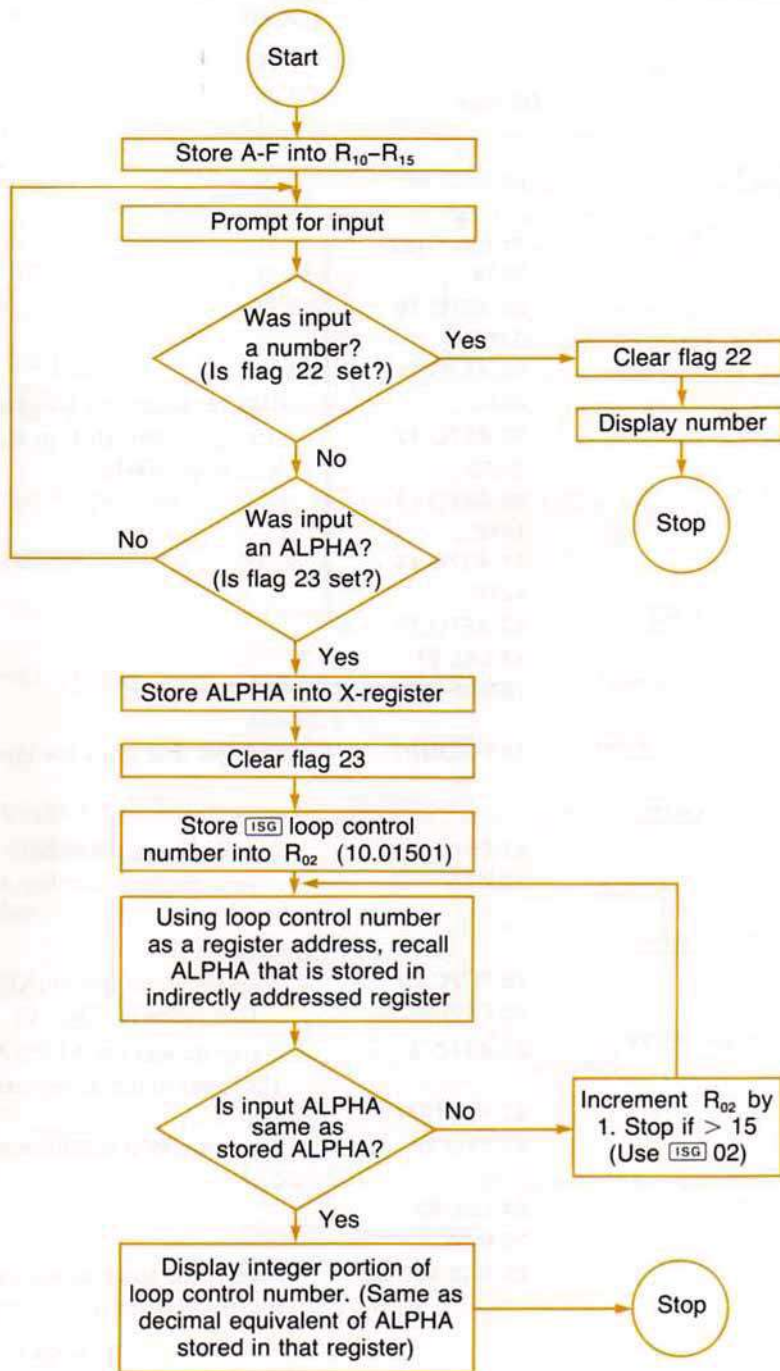 Start
Store A-F into R₁₀–R₁₅
Prompt for input
Was input
a number?
(Is flag 22 set?)
Yes
Clear flag 22
Display number
Stop
No
Was input
an ALPHA?
(Is flag 23 set?)
No
Yes
Store ALPHA into X-register
Clear flag 23
Store ISG loop control
number into R₀₂ (10.01501)
Using loop control number
as a register address, recall
ALPHA that is stored in
indirectly addressed register
Is input ALPHA
same as
stored ALPHA?
No
Increment R₀₂ by
1. Stop if > 15
(Use ISG 02)
Yes
Display integer portion of
loop control number. (Same as
decimal equivalent of ALPHA
stored in that register)
Stop